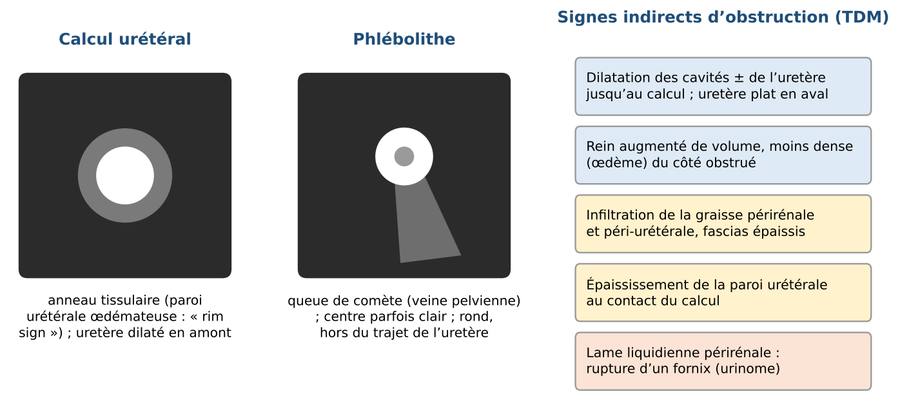 Calcul urétéral
anneau tissulaire (paroi
urétérale œdémateuse : « rim
sign ») ; uretère dilaté en amont
Phlébolithe
queue de comète (veine pelvienne)
; centre parfois clair ; rond,
hors du trajet de l’uretère
Signes indirects d’obstruction (TDM)
Dilatation des cavités ± de l’uretère
jusqu’au calcul ; uretère plat en aval
Rein augmenté de volume, moins dense
(œdème) du côté obstrué
Infiltration de la graisse périrénale
et péri-urétérale, fascias épaissis
Épaississement de la paroi urétérale
au contact du calcul
Lame liquidienne périrénale :
rupture d’un fornix (urinome)